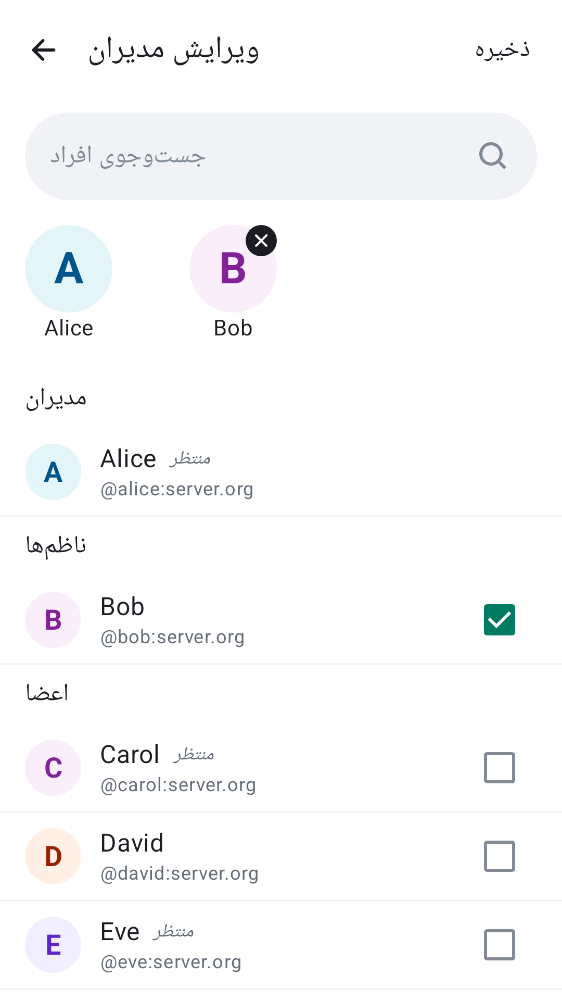 ویرایش مدیران
ذخیره
جست‌وجوی افراد
A
B
Alice
Bob
مدیران
A
Alice منتظر
@alice:server.org
ناظم‌ها
B
Bob
@bob:server.org
اعضا
C
Carol منتظر
@carol:server.org
D
David
@david:server.org
E
Eve منتظر
@eve:server.org